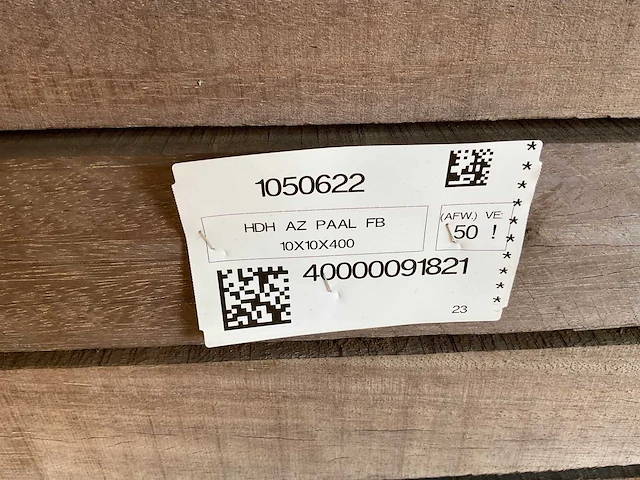 1050622
HDH AZ PAAL FB
10X10X400
(AFW.) VE:
50 !
40000091821
23